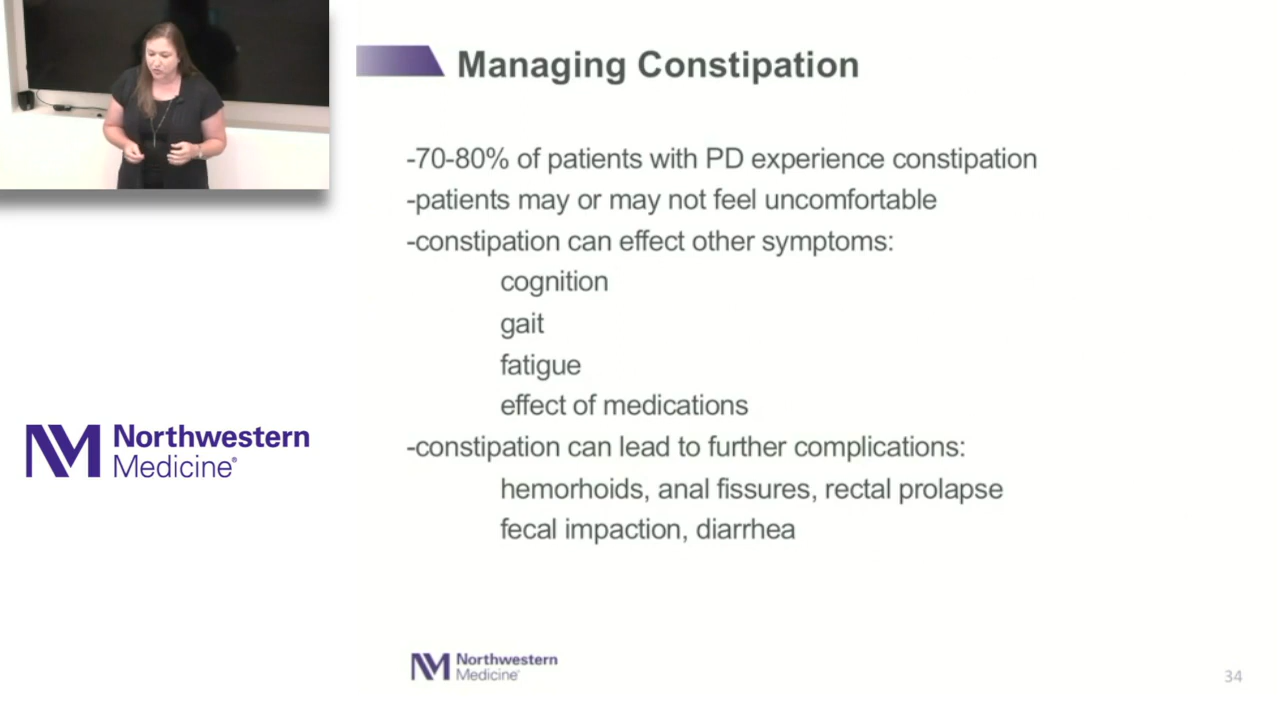 Managing Constipation
-70-80% of patients with PD experience constipation
-patients may or may not feel uncomfortable
-constipation can effect other symptoms:
cognition
gait
fatigue
effect of medications
-constipation can lead to further complications:
hemorhoids, anal fissures, rectal prolapse
fecal impaction, diarrhea
Northwestern
Medicine®
Northwestern
Medicine®
34